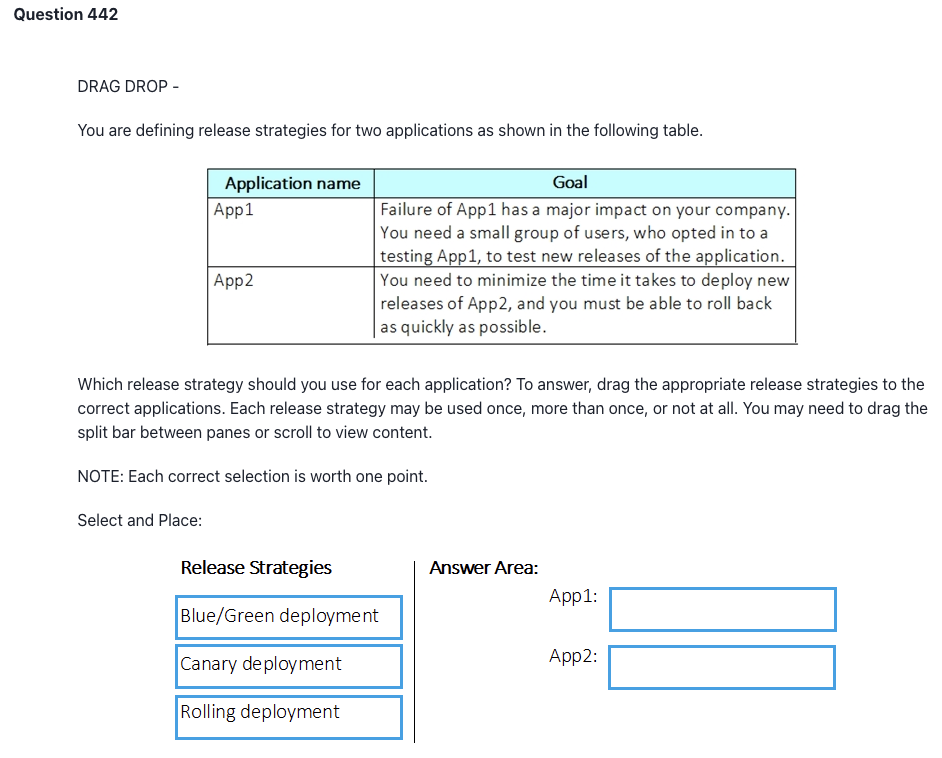 Question 442
DRAG DROP -
You are defining release strategies for two applications as shown in the following table.
Application name Goal
App1 Failure of App1 has a major impact on your company.
You need a small group of users, who opted in to a
testing App1, to test new releases of the application.
App2 You need to minimize the time it takes to deploy new
releases of App2, and you must be able to roll back
as quickly as possible.
Which release strategy should you use for each application? To answer, drag the appropriate release strategies to the
correct applications. Each release strategy may be used once, more than once, or not at all. You may need to drag the
split bar between panes or scroll to view content.
NOTE: Each correct selection is worth one point.
Select and Place:
Release Strategies
Blue/Green deployment
Canary deployment
Rolling deployment
Answer Area:
App1:
App2: